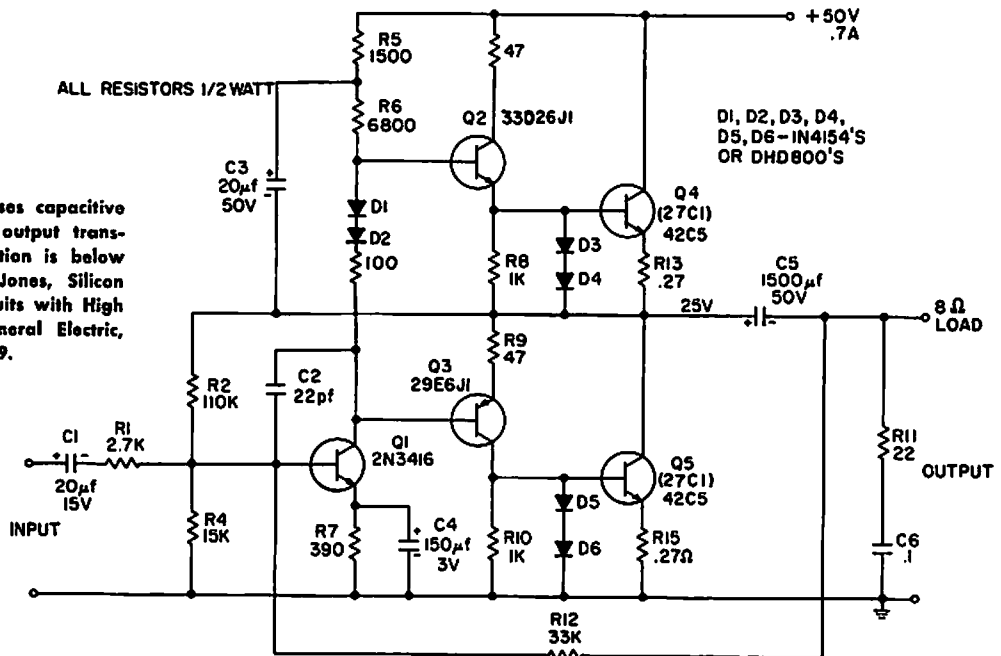 +50V
.7A
R5
1500
47
ALL RESISTORS 1/2 WATT
R6
6800
Q2 33D26J1
D1, D2, D3, D4,
D5, D6-1N4154'S
OR DHD800'S
C3
20µf
50V
Q4
(27C1)
42C5
ses capacitive
output trans-
tion is below
Jones, Silicon
uits with High
neral Electric,
9.
D1
D2
100
R8
1K
D3
D4
R13
.27
C5
1500µf
50V
25V
8Ω
LOAD
R9
47
R2
110K
C2
22pf
Q3
29E6J1
C1
R1
2.7K
Q1
2N3416
Q5
(27C1)
42C5
R11
22
OUTPUT
20µf
15V
INPUT
R4
15K
R7
390
C4
150µf
3V
R10
1K
D5
D6
R15
.27Ω
C6
.1
R12
33K